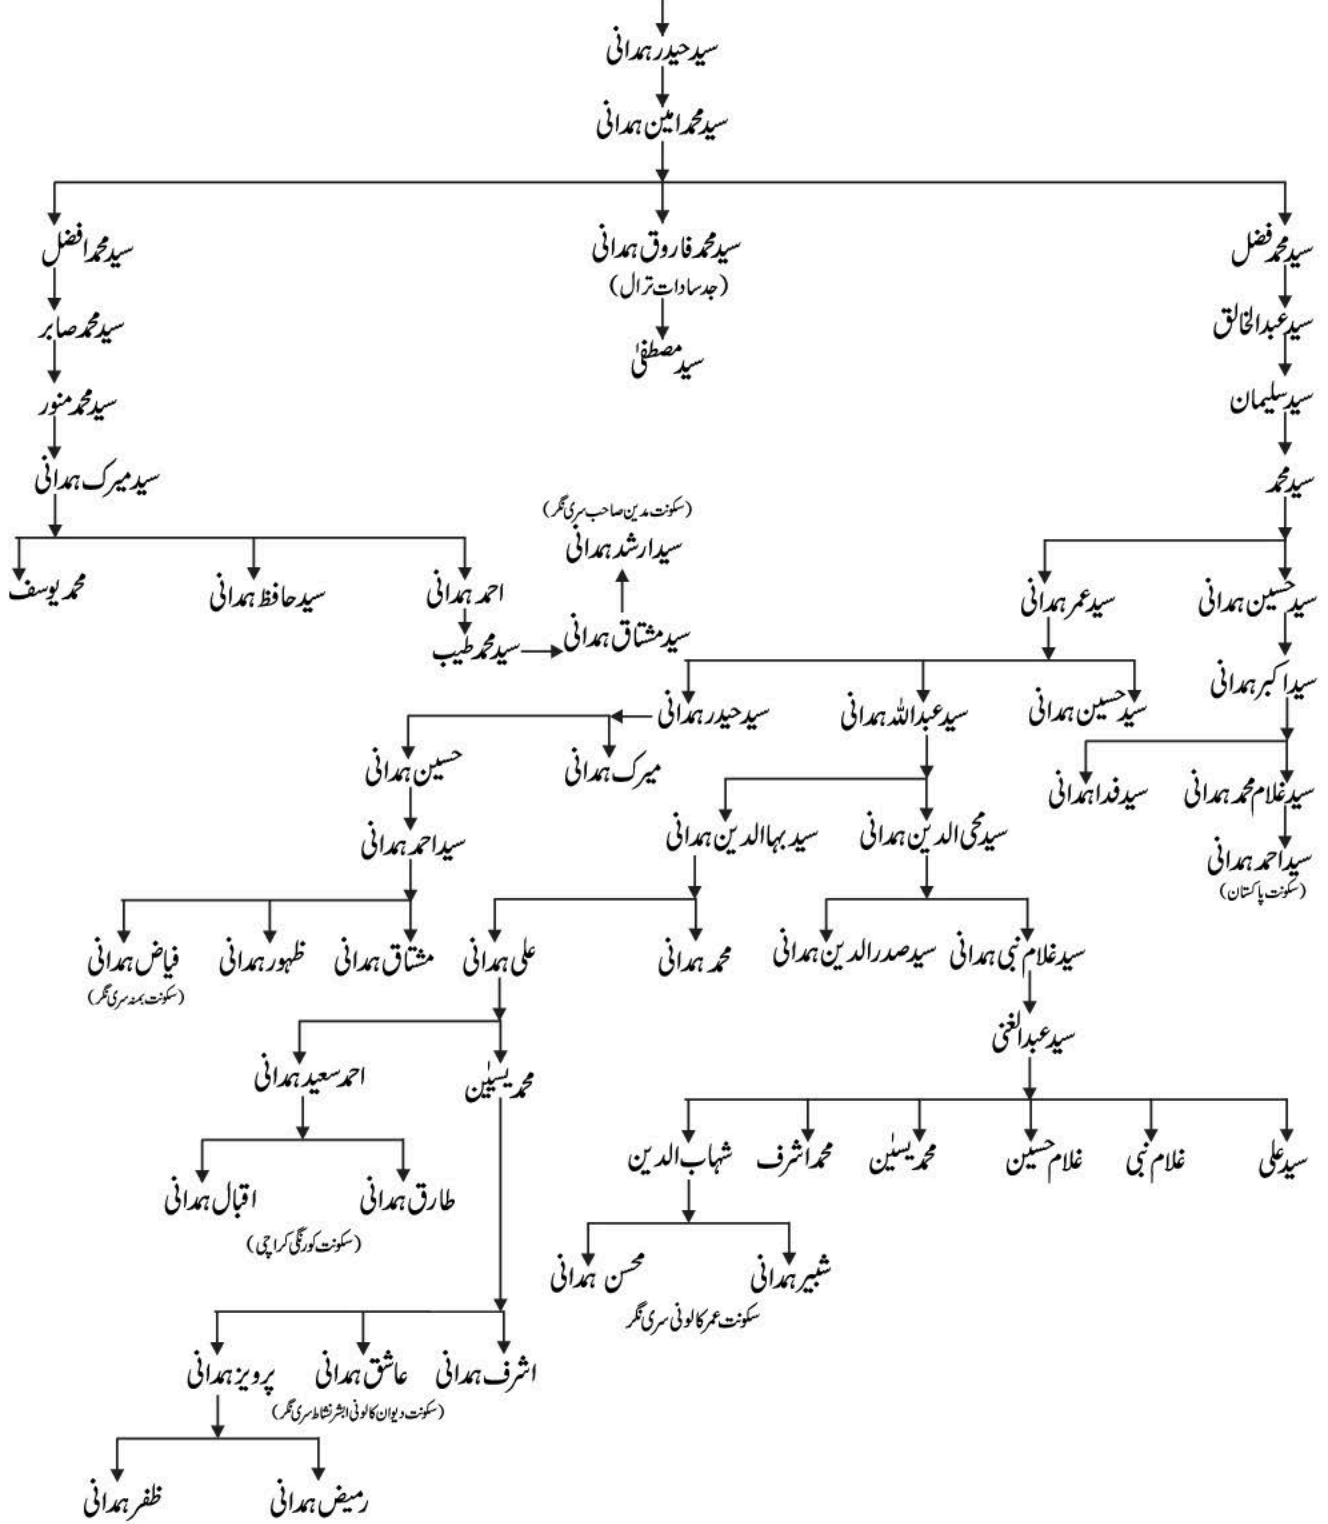 سید حیدر ہمدانی
سید محمد امین ہمدانی
سید محمد فضل
سید محمد فاروق ہمدانی
سید محمد افضل
(جد سادات ترال)
سید عبدالخالق
سید محمد صابر
سید مصطفیٰ
سید سلیمان
سید محمد منور
سید محمد
سید میرک ہمدانی
(سکونت مدین صاحب سری نگر)
سید ارشد ہمدانی
سید حسین ہمدانی
سید عمر ہمدانی
احمد ہمدانی
سید حافظ ہمدانی
محمد یوسف
سید مشتاق ہمدانی
سید محمد طیب
سید اکبر ہمدانی
سید حسین ہمدانی
سید عبداللہ ہمدانی
سید حیدر ہمدانی
میرک ہمدانی
حسین ہمدانی
سید غلام محمد ہمدانی
سید فدا ہمدانی
سید محی الدین ہمدانی
سید بہا الدین ہمدانی
سید احمد ہمدانی
سید احمد ہمدانی
(سکونت پاکستان)
سید غلام نبی ہمدانی
سید صدر الدین ہمدانی
محمد ہمدانی
علی ہمدانی
مشتاق ہمدانی
ظہور ہمدانی
فیاض ہمدانی
(سکونت بمنہ سری نگر)
سید عبدالغنی
محمد یسیٰن
احمد سعید ہمدانی
سید علی
غلام نبی
غلام حسین
محمد یسیٰن
محمد اشرف
شہاب الدین
طارق ہمدانی
اقبال ہمدانی
(سکونت کورنگی کراچی)
شبیر ہمدانی
محسن ہمدانی
سکونت عمر کالونی سری نگر
اشرف ہمدانی
عاشق ہمدانی
پرویز ہمدانی
(سکونت دیوان کالونی ایشر نشاط سری نگر)
رمیض ہمدانی
ظفر ہمدانی